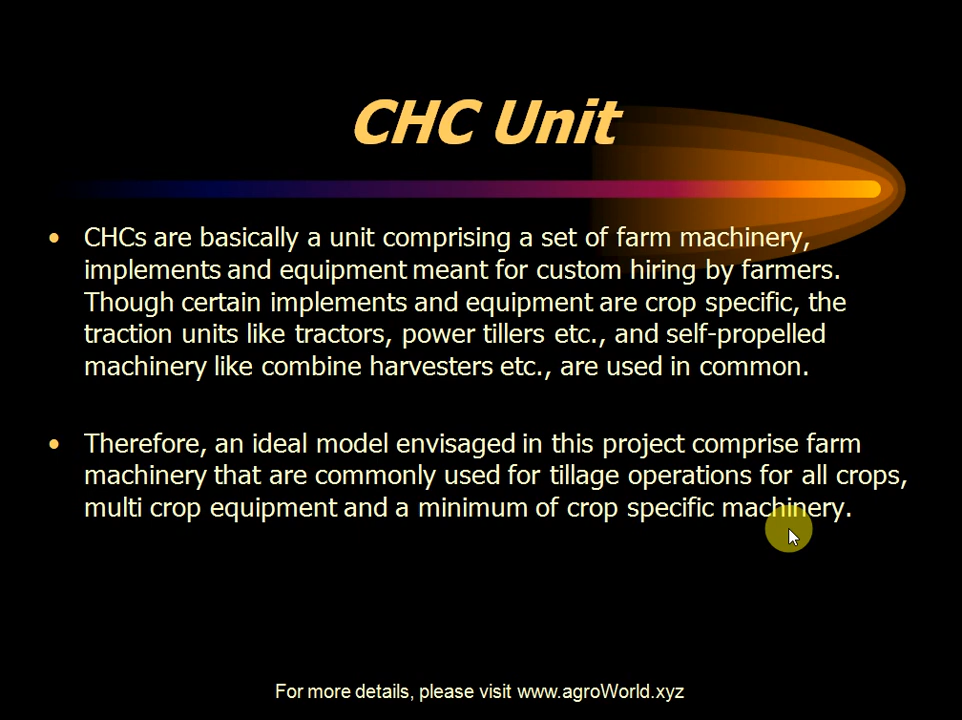 CHC Unit
• CHCs are basically a unit comprising a set of farm machinery,
implements and equipment meant for custom hiring by farmers.
Though certain implements and equipment are crop specific, the
traction units like tractors, power tillers etc., and self-propelled
machinery like combine harvesters etc., are used in common.
• Therefore, an ideal model envisaged in this project comprise farm
machinery that are commonly used for tillage operations for all crops,
multi crop equipment and a minimum of crop specific machinery.
For more details, please visit www.agroWorld.xyz